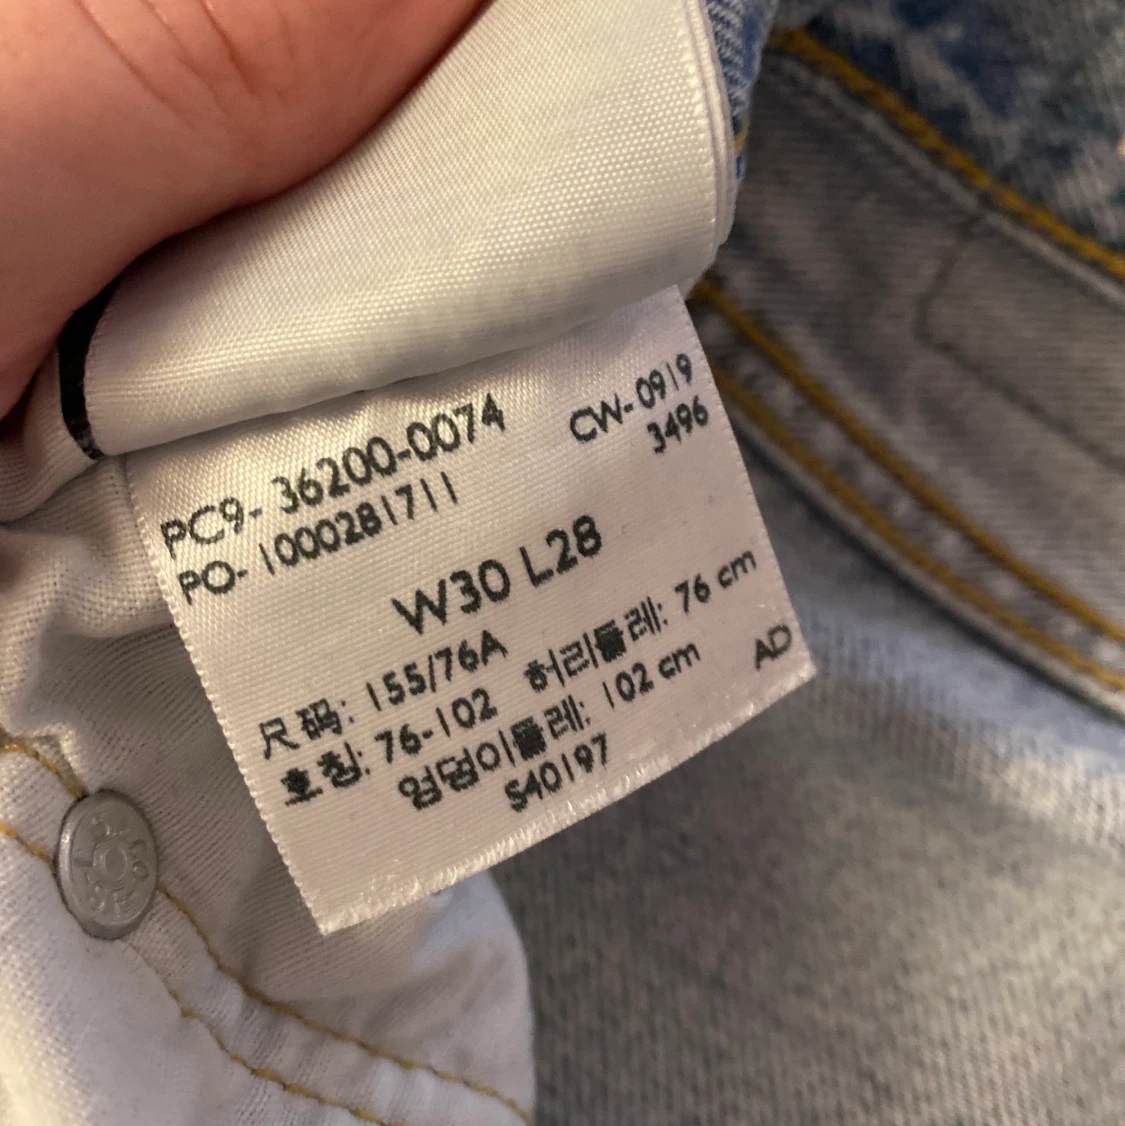 PC9- 36200-0074 CW-0919
PO- 1000281711 3496
W30 L28
尺码: 155/76A 허리둘레: 76 cm
호칭: 76-102 엉덩이둘레: 102 cm AD
S40197